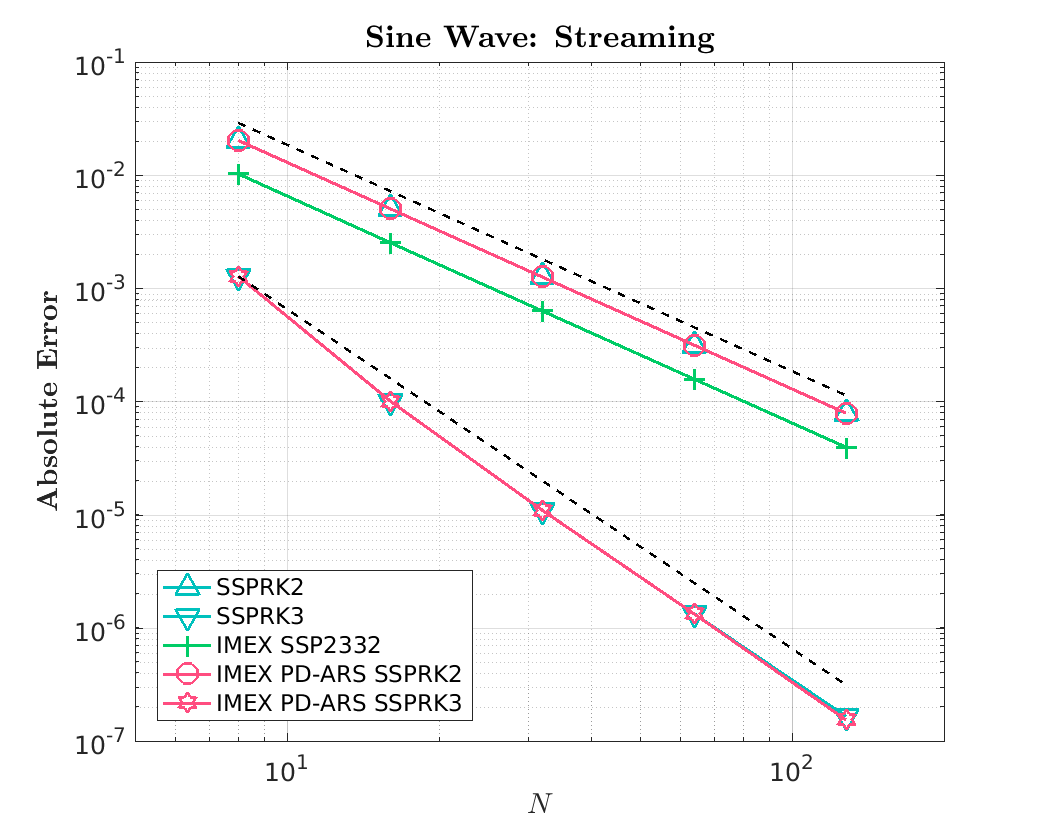 Sine Wave: Streaming
10^-1
10^-2
10^-3
10^-4
10^-5
10^-6
10^-7
Absolute Error
SSPRK2
SSPRK3
IMEX SSP2332
IMEX PD-ARS SSPRK2
IMEX PD-ARS SSPRK3
10^1
10^2
N